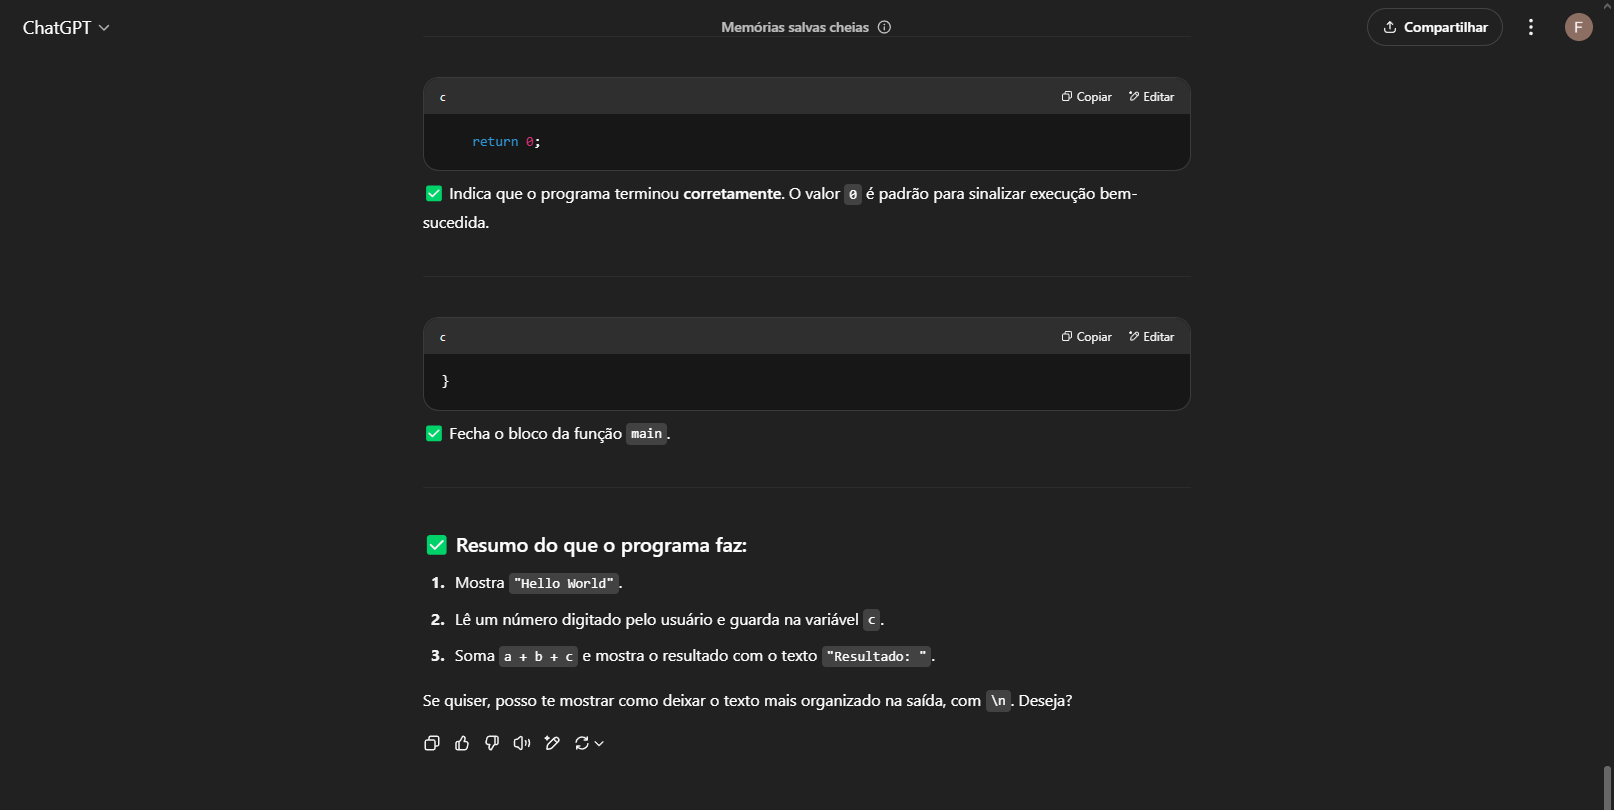 ChatGPT
Memórias salvas cheias
Compartilhar
F
c
Copiar
Editar
return 0;
✅ Indica que o programa terminou corretamente. O valor 0 é padrão para sinalizar execução bem-
sucedida.
c
Copiar
Editar
}
✅ Fecha o bloco da função main.
✅ Resumo do que o programa faz:
1. Mostra "Hello World".
2. Lê um número digitado pelo usuário e guarda na variável c.
3. Soma a + b + c e mostra o resultado com o texto "Resultado: ".
Se quiser, posso te mostrar como deixar o texto mais organizado na saída, com \n. Deseja?